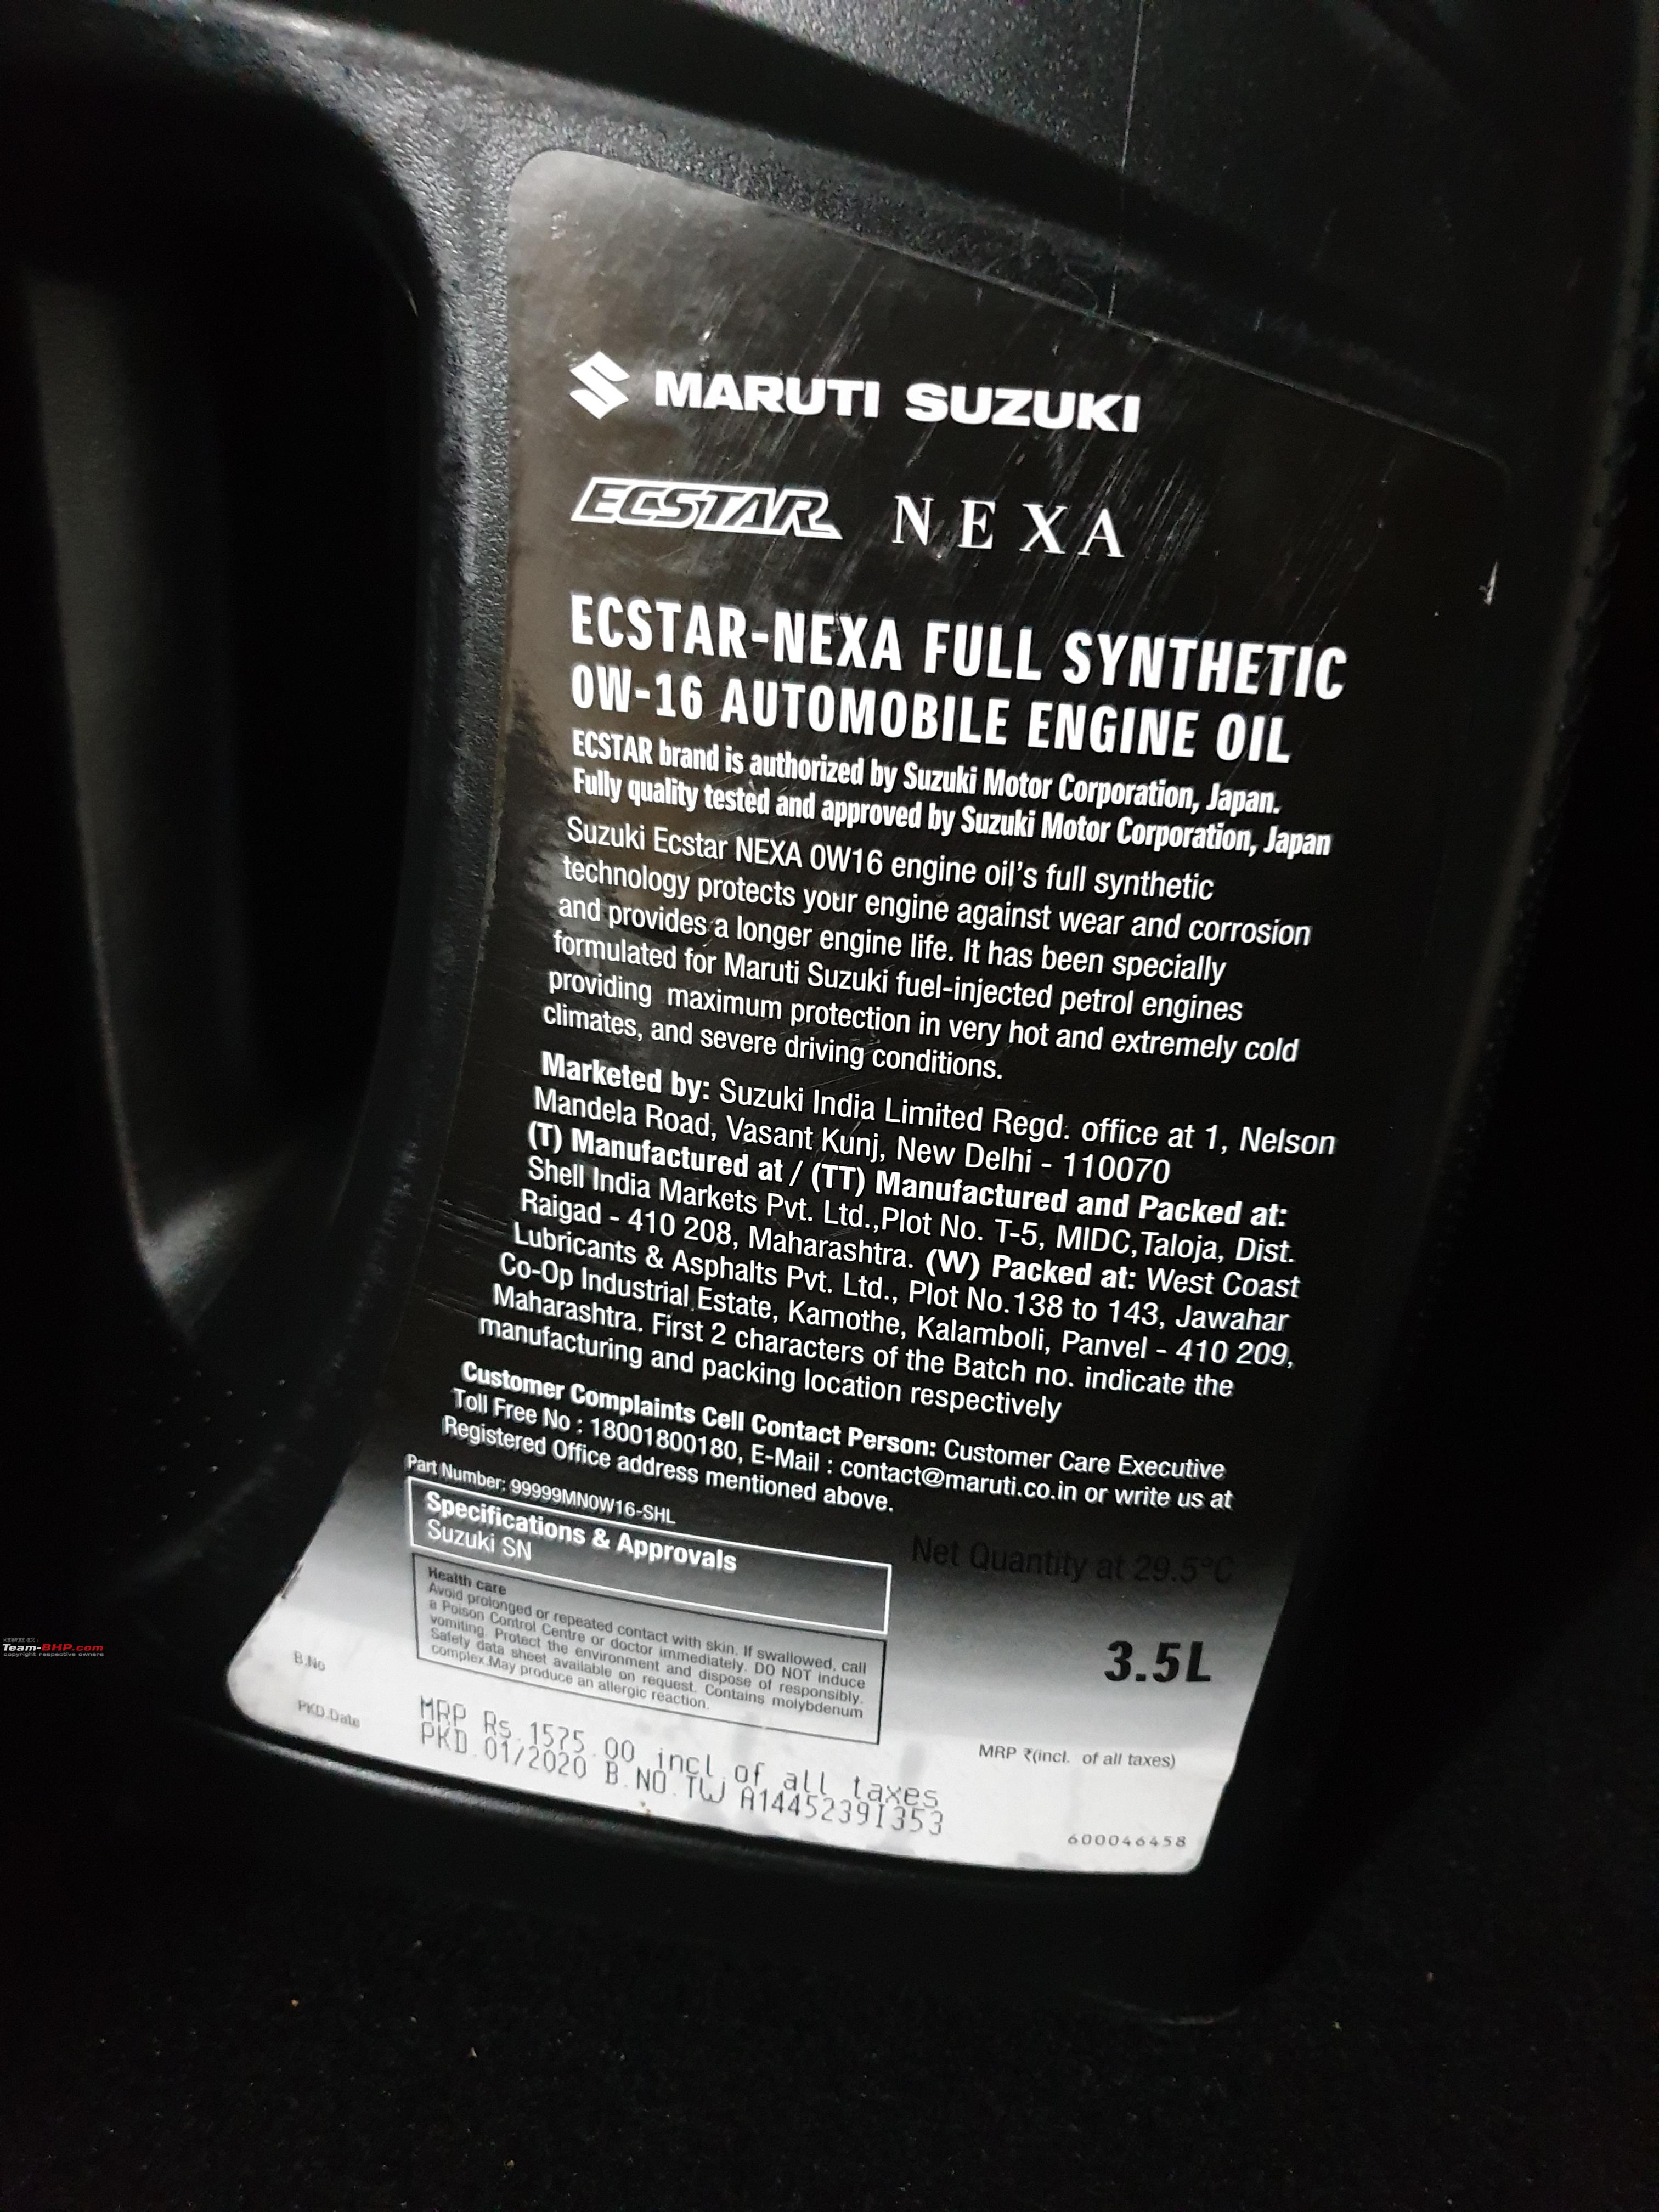 MARUTI SUZUKI
ECSTAR NEXA
ECSTAR-NEXA FULL SYNTHETIC
0W-16 AUTOMOBILE ENGINE OIL
ECSTAR brand is authorized by Suzuki Motor Corporation, Japan.
Fully quality tested and approved by Suzuki Motor Corporation, Japan
Suzuki Ecstar NEXA 0W16 engine oil's full synthetic
technology protects your engine against wear and corrosion
and provides a longer engine life. It has been specially
formulated for Maruti Suzuki fuel-injected petrol engines
providing maximum protection in very hot and extremely cold
climates, and severe driving conditions.
Marketed by: Suzuki India Limited Regd. office at 1, Nelson
Mandela Road, Vasant Kunj, New Delhi - 110070
(T) Manufactured at / (TT) Manufactured and Packed at:
Shell India Markets Pvt. Ltd.,Plot No. T-5, MIDC,Taloja, Dist.
Raigad - 410 208, Maharashtra. (W) Packed at: West Coast
Lubricants & Asphalts Pvt. Ltd., Plot No.138 to 143, Jawahar
Co-Op Industrial Estate, Kamothe, Kalamboli, Panvel - 410 209,
Maharashtra. First 2 characters of the Batch no. indicate the
manufacturing and packing location respectively
Customer Complaints Cell Contact Person: Customer Care Executive
Toll Free No : 18001800180, E-Mail : contact@maruti.co.in or write us at
Registered Office address mentioned above.
Part Number: 99999MN0W16-SHL
Specifications & Approvals
Suzuki SN
Net Quantity at 29.5°C
3.5L
Health care
Avoid prolonged or repeated contact with skin. If swallowed, call
a Poison Control Centre or doctor immediately. DO NOT induce
vomiting. Protect the environment and dispose of responsibly.
Safety data sheet available on request. Contains molybdenum
complex.May produce an allergic reaction.
B.No
PKD.Date
MRP Rs.1575.00 incl.of all taxes
PKD.01/2020 B.NO.TW A14452391353
MRP ₹(incl. of all taxes)
600046458
Team-BHP.com
copyright respective owners